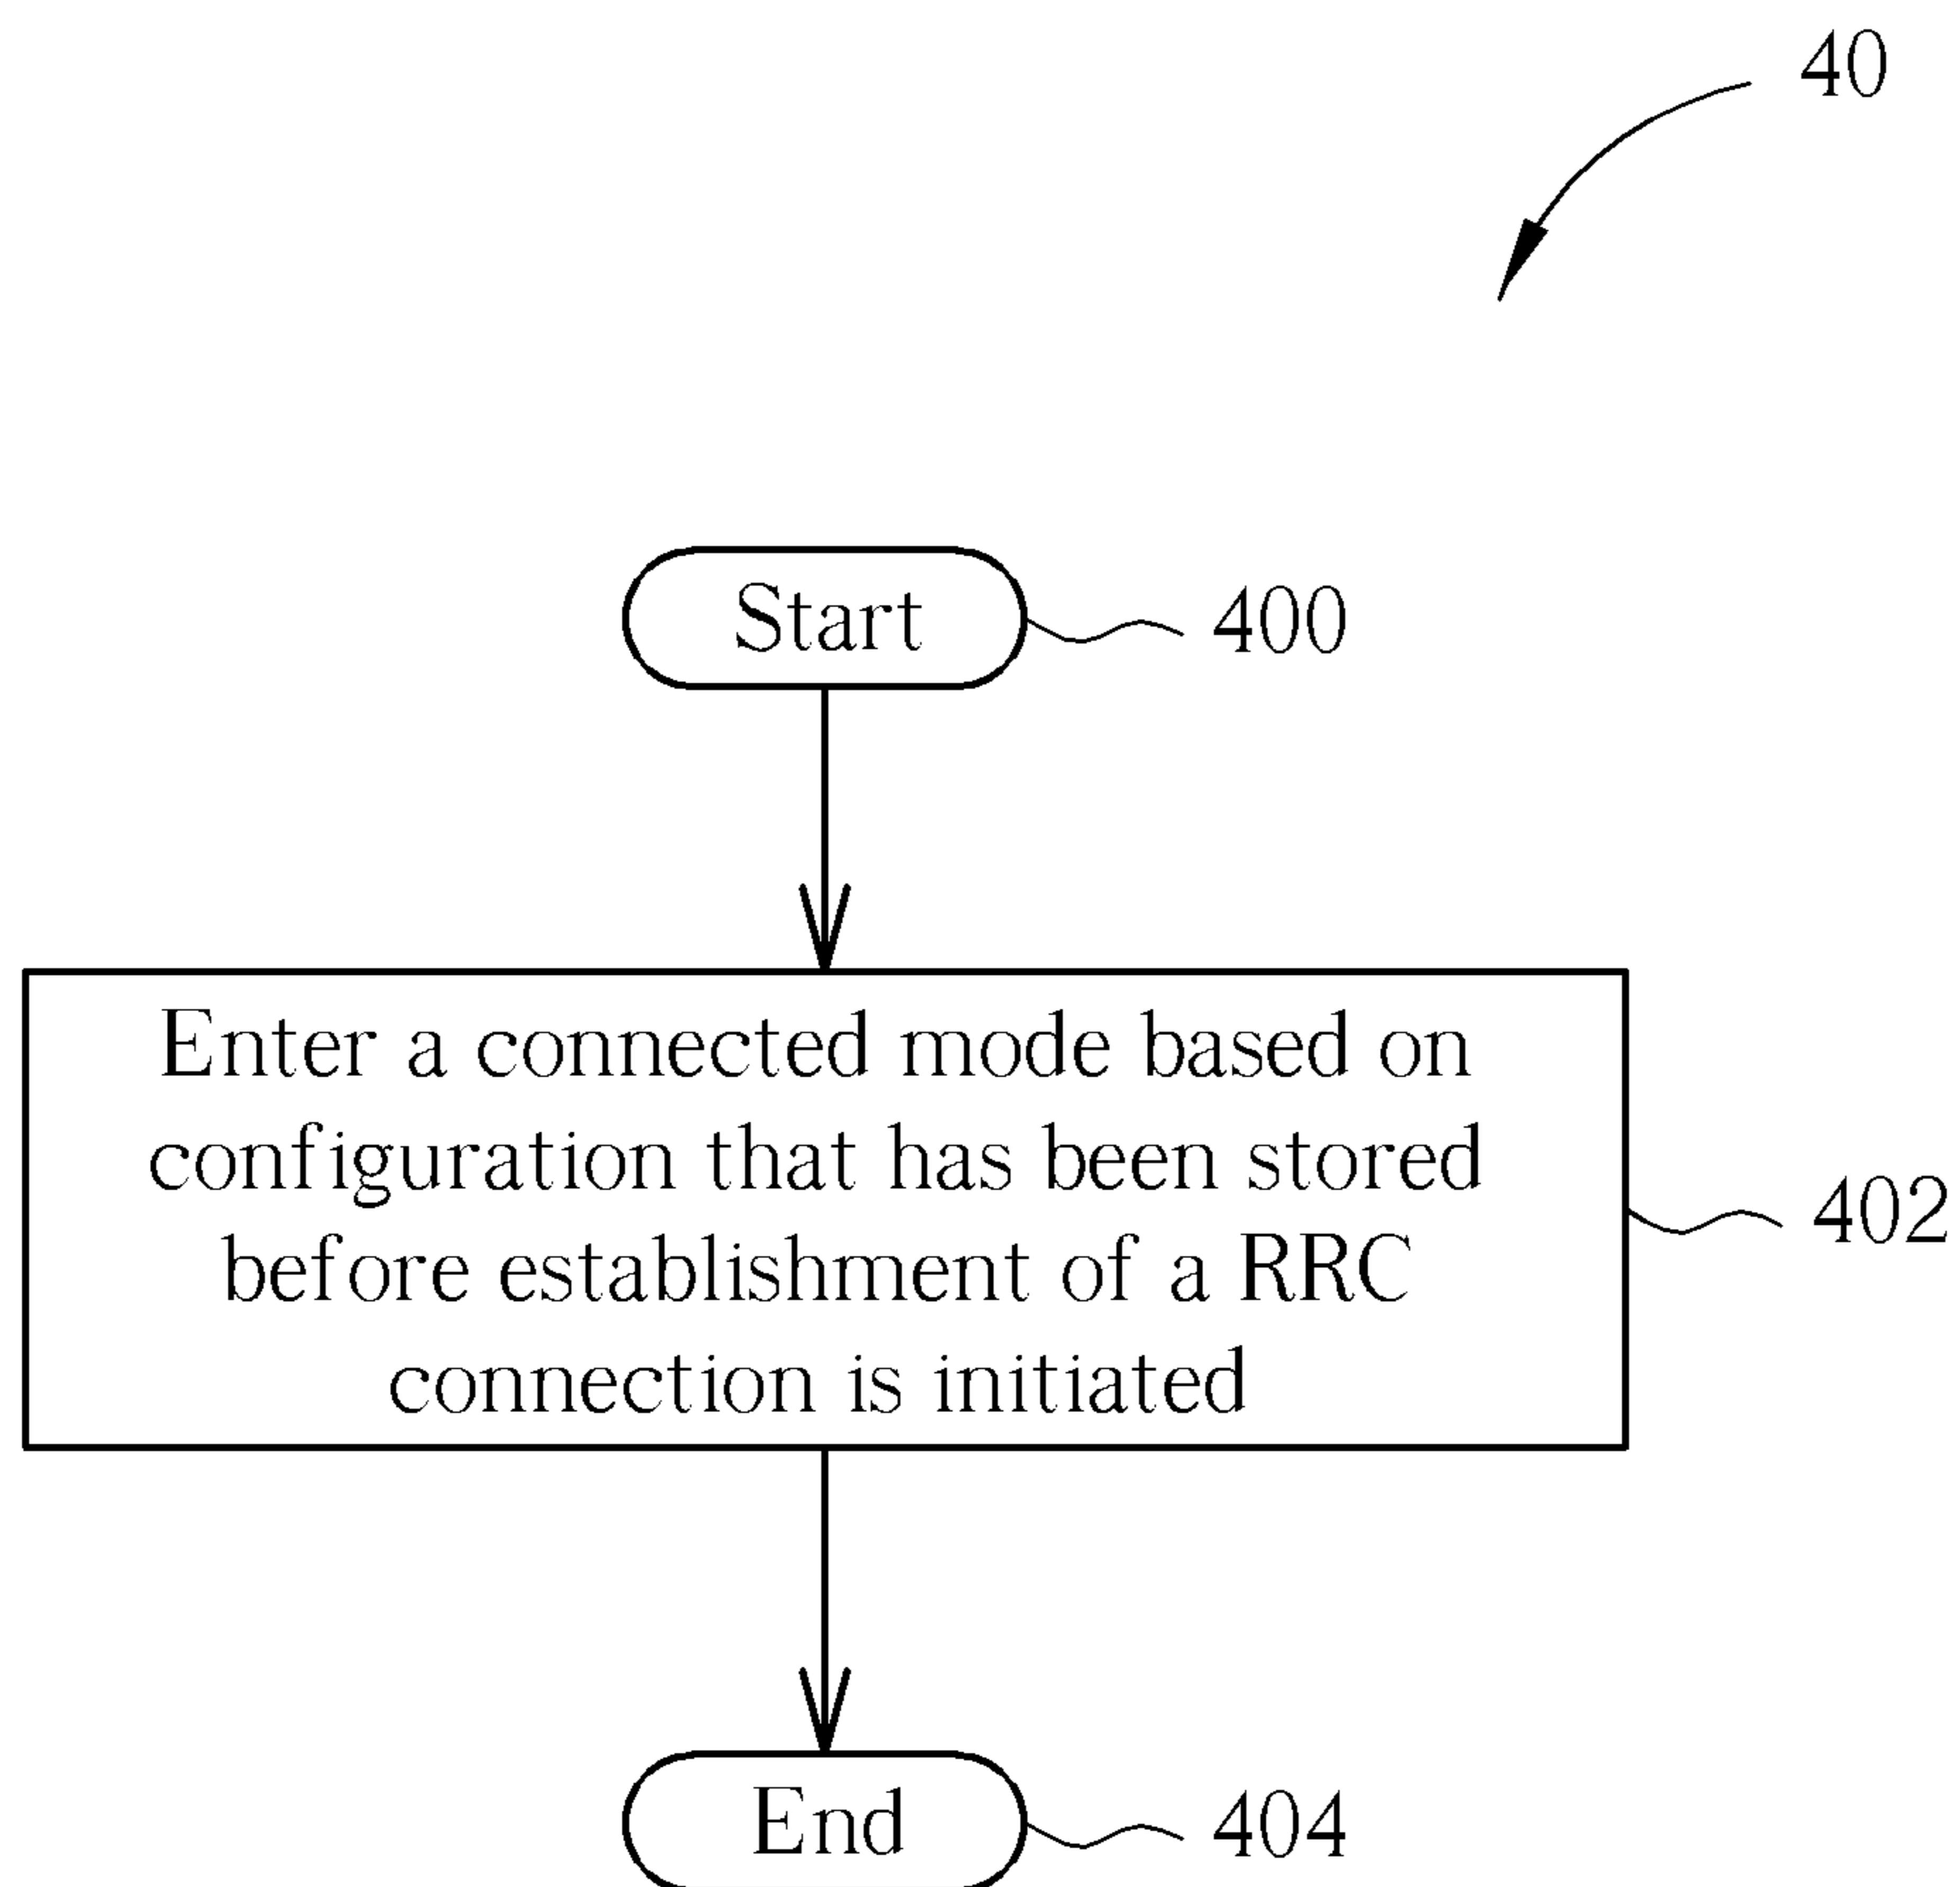 40
Start
400
Enter a connected mode based on
configuration that has been stored
before establishment of a RRC
connection is initiated
402
End
404